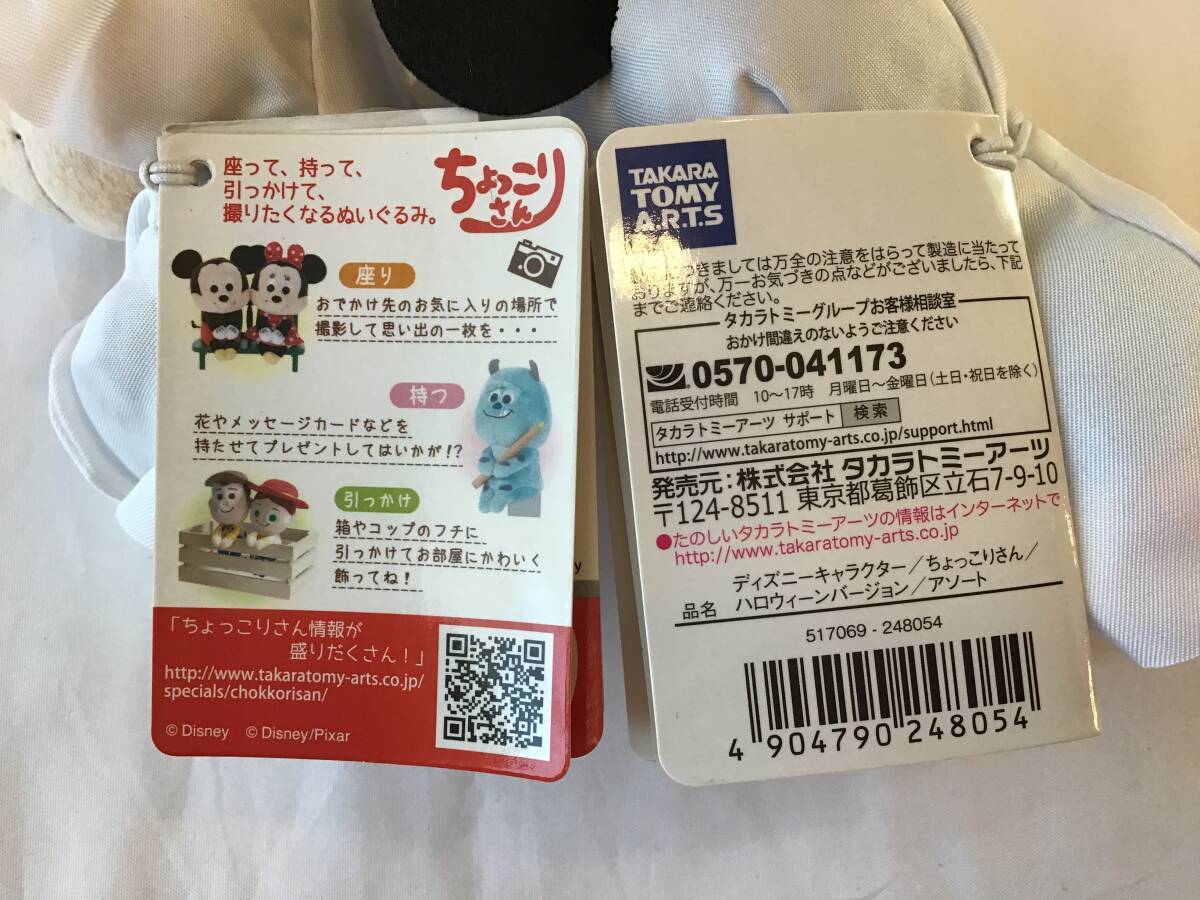 座って、持って、
引っかけて、
撮りたくなるぬいぐるみ。
ちょっこりさん
座り
おでかけ先のお気に入りの場所で
撮影して思い出の一枚を・・・
持つ
花やメッセージカードなどを
持たせてプレゼントしてはいかが!?
引っかけ
箱やコップのフチに
引っかけてお部屋にかわいく
飾ってね!
「ちょっこりさん情報が
盛りだくさん!」
http://www.takaratomy-arts.co.jp/
specials/chokkorisan/
© Disney © Disney/Pixar
TAKARA
TOMY
A.R.T.S
つきましては万全の注意をはらって製造に当たって
おりますが、万一お気づきの点などがございましたら、下記
までご連絡ください。
タカラトミーグループお客様相談室
おかけ間違えのないようご注意ください
0570-041173
電話受付時間 10～17時 月曜日～金曜日(土日・祝日を除く)
タカラトミーアーツ サポート 検索
http://www.takaratomy-arts.co.jp/support.html
発売元:株式会社 タカラトミーアーツ
〒124-8511 東京都葛飾区立石7-9-10
●たのしいタカラトミーアーツの情報はインターネットで
http://www.takaratomy-arts.co.jp
品名 ディズニーキャラクター/ちょっこりさん/
ハロウィーンバージョン/アソート
517069 - 248054
4 904790 248054